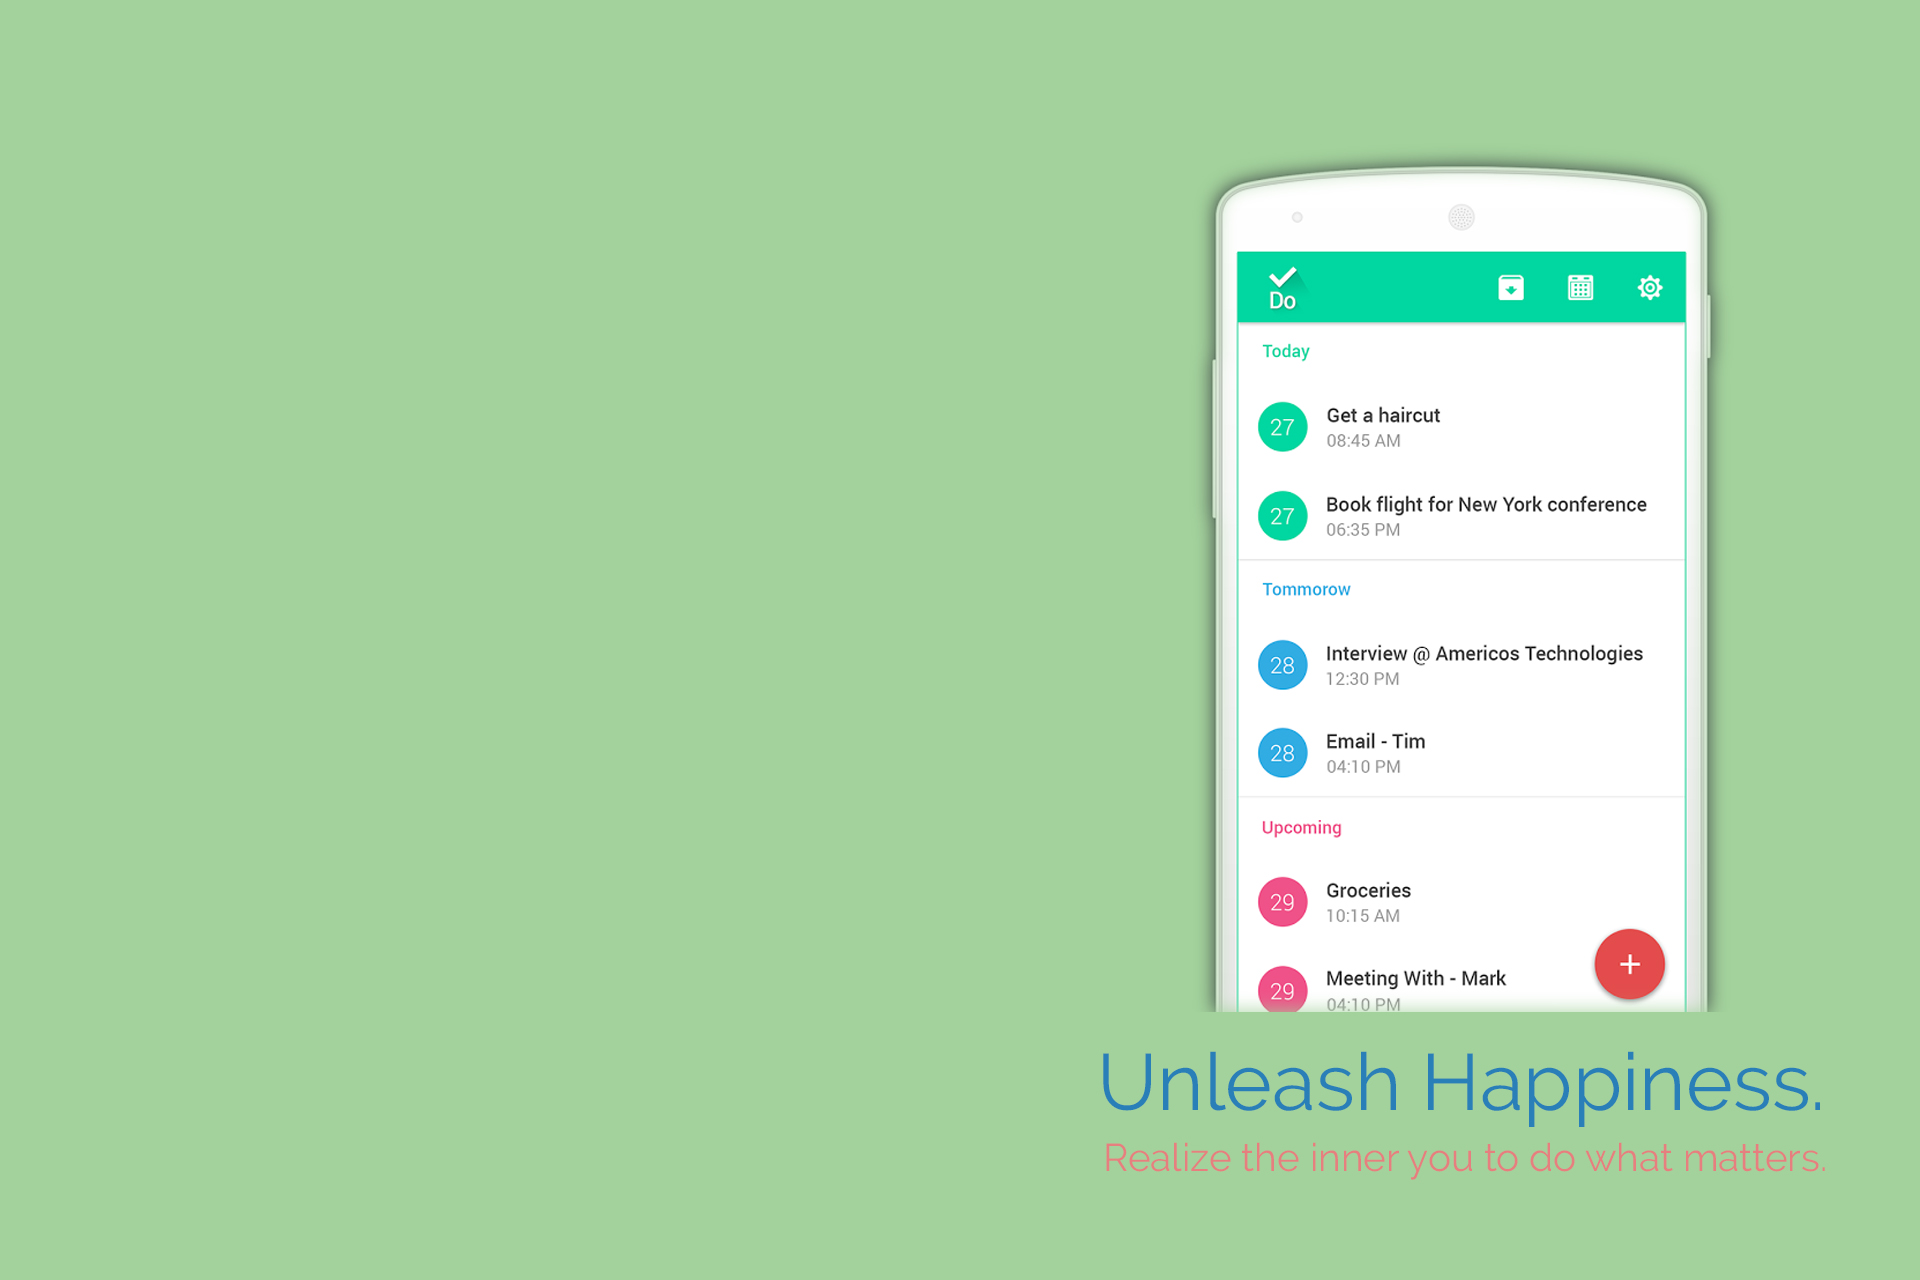 Do
Today
27
Get a haircut
08:45 AM
27
Book flight for New York conference
06:35 PM
Tommorow
28
Interview @ Americos Technologies
12:30 PM
28
Email - Tim
04:10 PM
Upcoming
29
Groceries
10:15 AM
+
29
Meeting With - Mark
04:10 PM
Unleash Happiness.
Realize the inner you to do what matters.